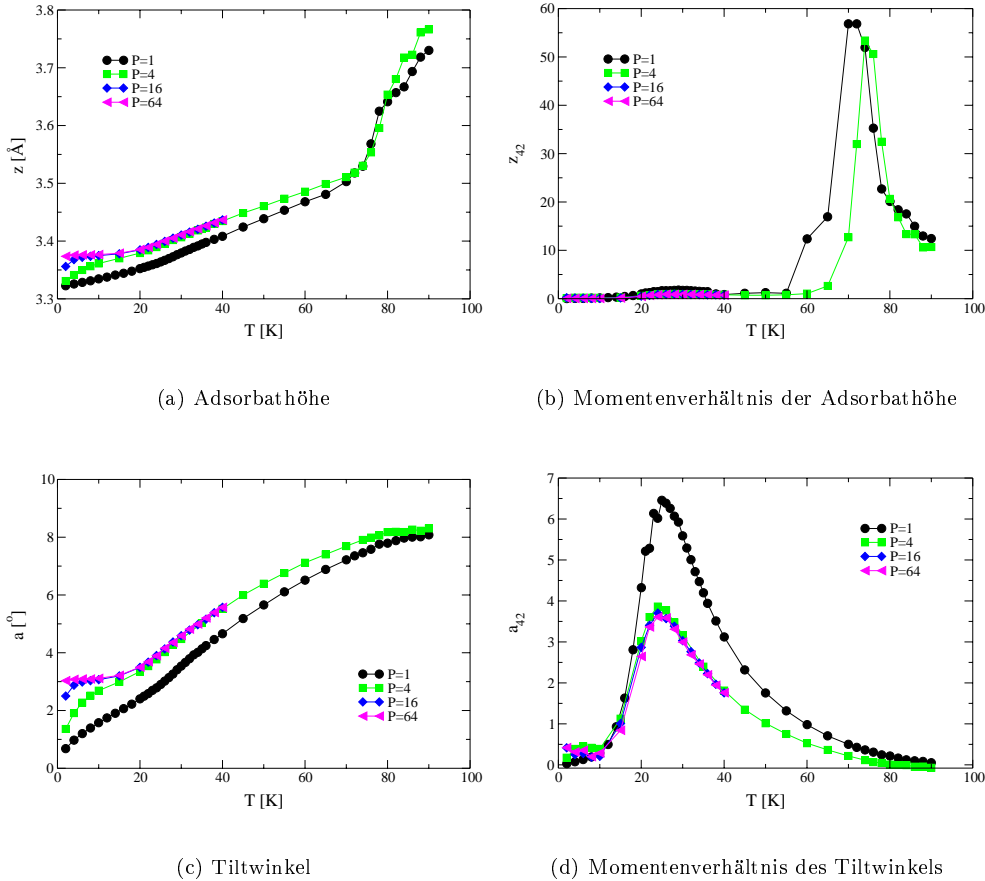 3.8
3.7
3.6
3.5
3.4
3.3
z [Å]
P=1
P=4
P=16
P=64
0 20 40 60 80 100
T [K]
(a) Adsorbathöhe
60
50
40
30
20
10
0
z42
P=1
P=4
P=16
P=64
0 20 40 60 80 100
T [K]
(b) Momentenverhältnis der Adsorbathöhe
10
8
6
4
2
0
a [°]
P=1
P=4
P=16
P=64
0 20 40 60 80 100
T [K]
(c) Tiltwinkel
7
6
5
4
3
2
1
0
a42
P=1
P=4
P=16
P=64
0 20 40 60 80 100
T [K]
(d) Momentenverhältnis des Tiltwinkels